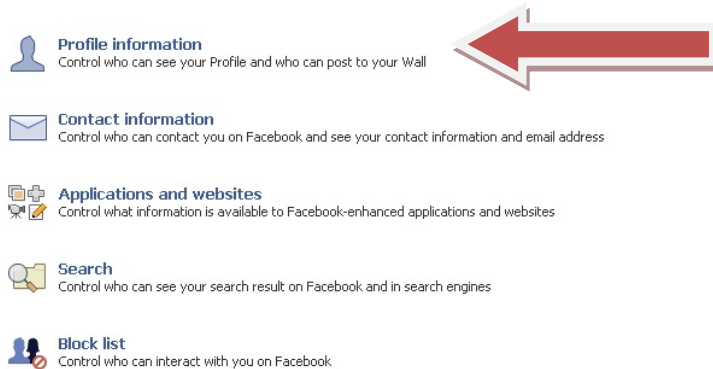 Profile information
Control who can see your Profile and who can post to your Wall
Contact information
Control who can contact you on Facebook and see your contact information and email address
Applications and websites
Control what information is available to Facebook-enhanced applications and websites
Search
Control who can see your search result on Facebook and in search engines
Block list
Control who can interact with you on Facebook